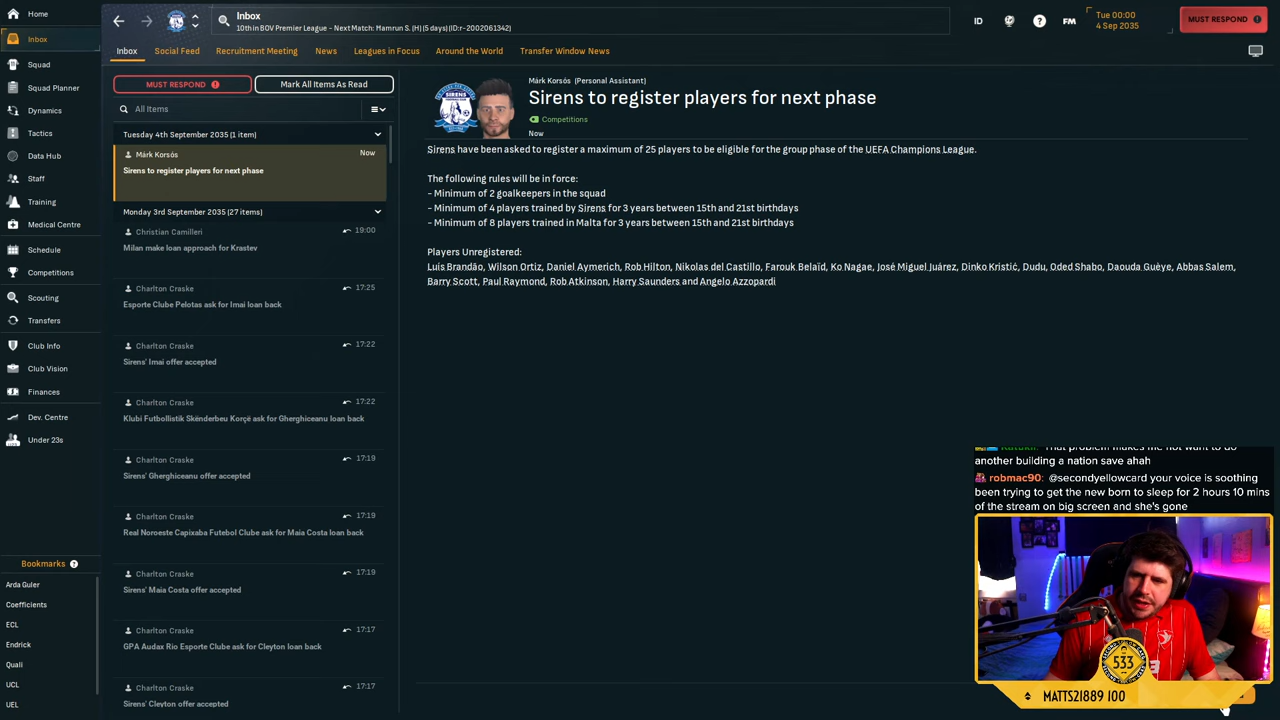 Home
Inbox
10th in BOV Premier League - Next Match: Mamrun S. (H) (5 days) (ID:r-2002061342)
ID
FM
Tue 00:00
4 Sep 2035
MUST RESPOND
Inbox
Inbox
Social Feed
Recruitment Meeting
News
Leagues in Focus
Around the World
Transfer Window News
Squad
Squad Planner
Dynamics
Tactics
Data Hub
Staff
Training
Medical Centre
Schedule
Competitions
Scouting
Transfers
Club Info
Club Vision
Finances
Dev. Centre
Under 23s
Bookmarks
Arda Guler
Coefficients
ECL
Endrick
Quali
UCL
UEL
MUST RESPOND
Mark All Items As Read
All Items
Tuesday 4th September 2035 (1 item)
Márk Korsós
Now
Sirens to register players for next phase
Monday 3rd September 2035 (27 items)
Christian Camilleri
19:00
Milan make loan approach for Krastev
Charlton Craske
17:25
Esporte Clube Pelotas ask for Imai loan back
Charlton Craske
17:22
Sirens' Imai offer accepted
Charlton Craske
17:22
Klubi Futbollistik Skënderbeu Korçë ask for Gherghiceanu loan back
Charlton Craske
17:19
Sirens' Gherghiceanu offer accepted
Charlton Craske
17:19
Real Noroeste Capixaba Futebol Clube ask for Maia Costa loan back
Charlton Craske
17:19
Sirens' Maia Costa offer accepted
Charlton Craske
17:17
GPA Audax Rio Esporte Clube ask for Cleyton loan back
Charlton Craske
17:17
Sirens' Cleyton offer accepted
SIRENS
Márk Korsós (Personal Assistant)
Sirens to register players for next phase
Competitions
Now
Sirens have been asked to register a maximum of 25 players to be eligible for the group phase of the UEFA Champions League.
The following rules will be in force:
- Minimum of 2 goalkeepers in the squad
- Minimum of 4 players trained by Sirens for 3 years between 15th and 21st birthdays
- Minimum of 8 players trained in Malta for 3 years between 15th and 21st birthdays
Players Unregistered:
Luis Brandão, Wilson Ortiz, Daniel Aymerich, Rob Hilton, Nikolas del Castillo, Farouk Belaïd, Ko Nagae, José Miguel Juárez, Dinko Kristić, Dudu, Oded Shabo, Daouda Guèye, Abbas Salem,
Barry Scott, Paul Raymond, Rob Atkinson, Harry Saunders and Angelo Azzopardi
That problem makes me not want to do
another building a nation save ahah
robmac90: @secondyellowcard your voice is soothing
been trying to get the new born to sleep for 2 hours 10 mins
of the stream on big screen and she's gone
533
MATTS21889 100